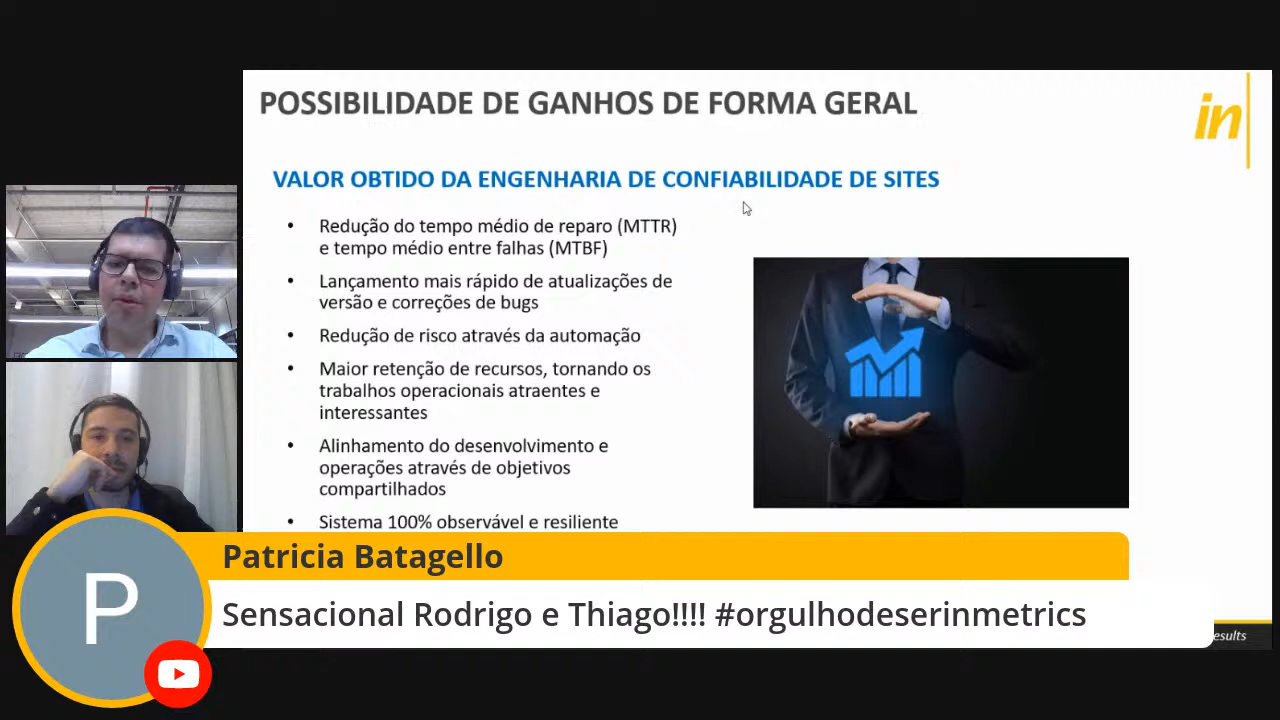 POSSIBILIDADE DE GANHOS DE FORMA GERAL
in
VALOR OBTIDO DA ENGENHARIA DE CONFIABILIDADE DE SITES
• Redução do tempo médio de reparo (MTTR)
e tempo médio entre falhas (MTBF)
• Lançamento mais rápido de atualizações de
versão e correções de bugs
• Redução de risco através da automação
• Maior retenção de recursos, tornando os
trabalhos operacionais atraentes e
interessantes
• Alinhamento do desenvolvimento e
operações através de objetivos
compartilhados
• Sistema 100% observável e resiliente
P
Patricia Batagello
Sensacional Rodrigo e Thiago!!!! #orgulhodeserinmetrics
esults